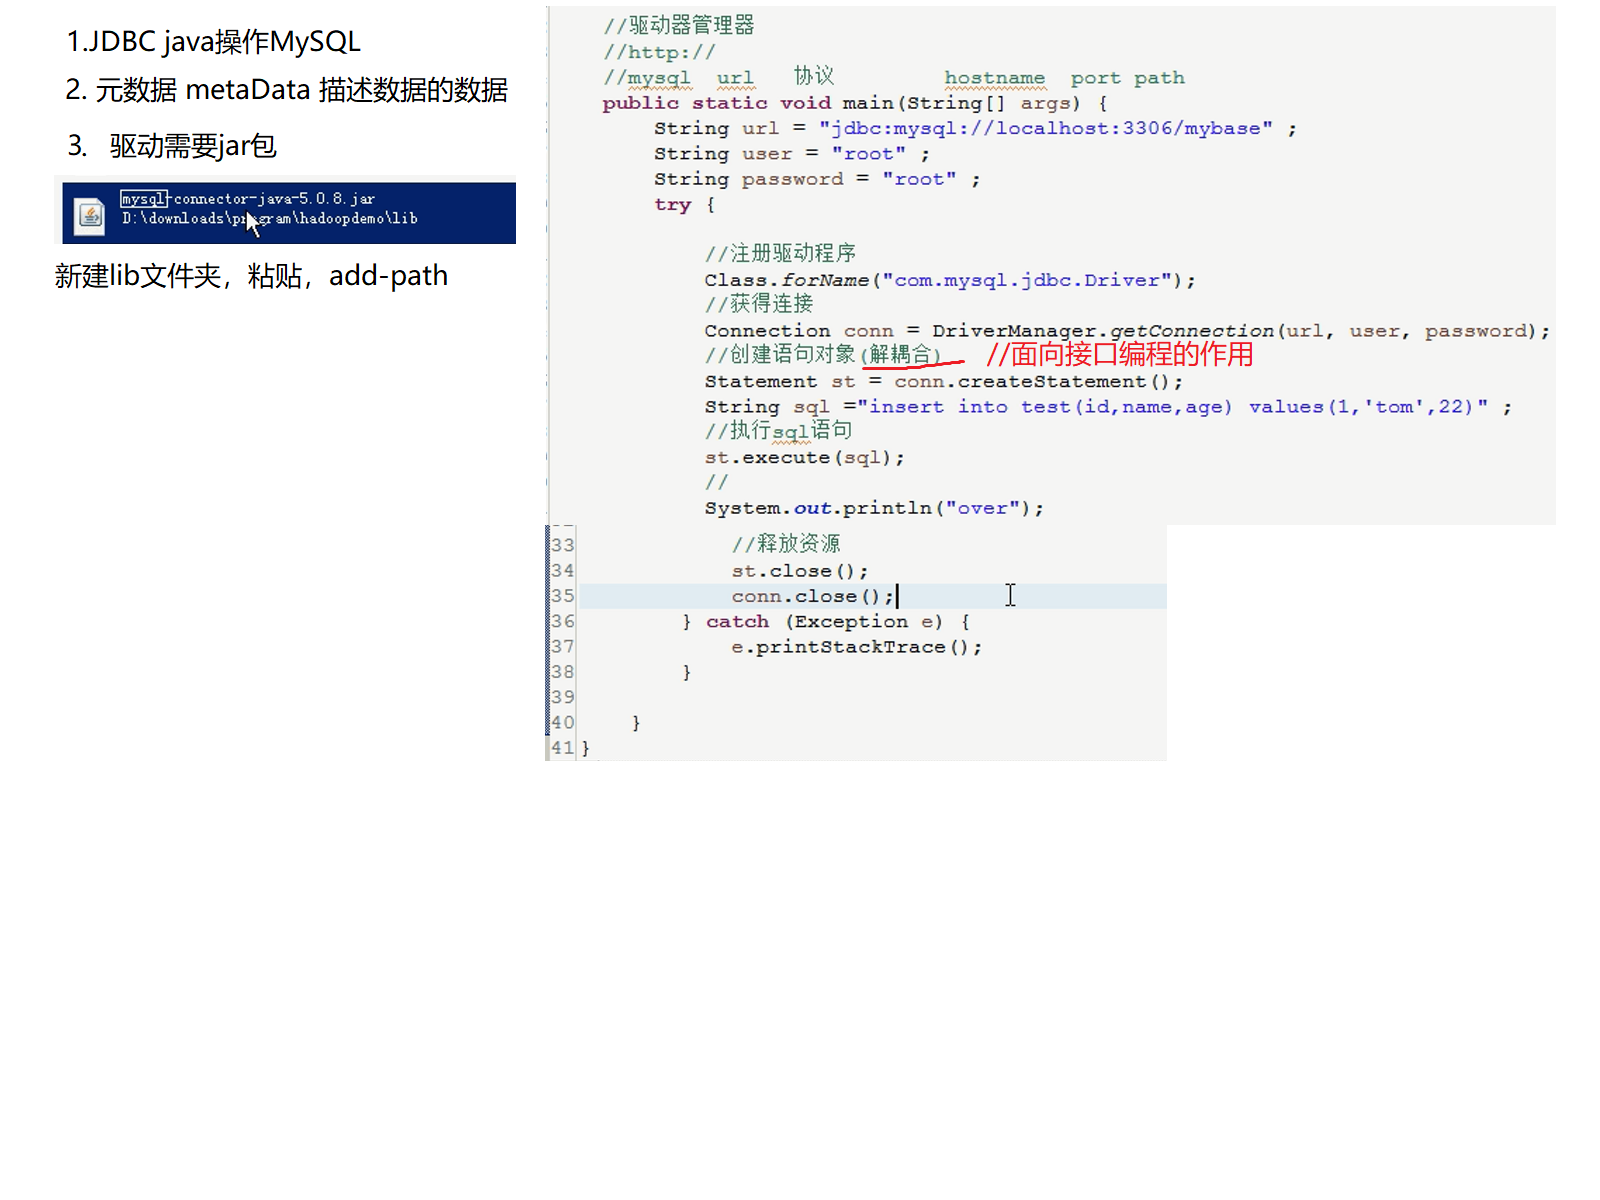 1.JDBC java操作MySQL
2. 元数据 metaData 描述数据的数据
3. 驱动需要jar包
mysql-connector-java-5.0.8.jar
D:\downloads\program\hadoopdemo\lib
新建lib文件夹，粘贴，add-path
//驱动器管理器
//http://
//mysql url 协议 hostname port path
public static void main(String[] args) {
String url = "jdbc:mysql://localhost:3306/mybase" ;
String user = "root" ;
String password = "root" ;
try {
//注册驱动程序
Class.forName("com.mysql.jdbc.Driver");
//获得连接
Connection conn = DriverManager.getConnection(url, user, password);
//创建语句对象(解耦合) //面向接口编程的作用
Statement st = conn.createStatement();
String sql ="insert into test(id,name,age) values(1,'tom',22)" ;
//执行sql语句
st.execute(sql);
//
System.out.println("over");
33 //释放资源
34 st.close();
35 conn.close();
36 } catch (Exception e) {
37 e.printStackTrace();
38 }
39
40 }
41 }